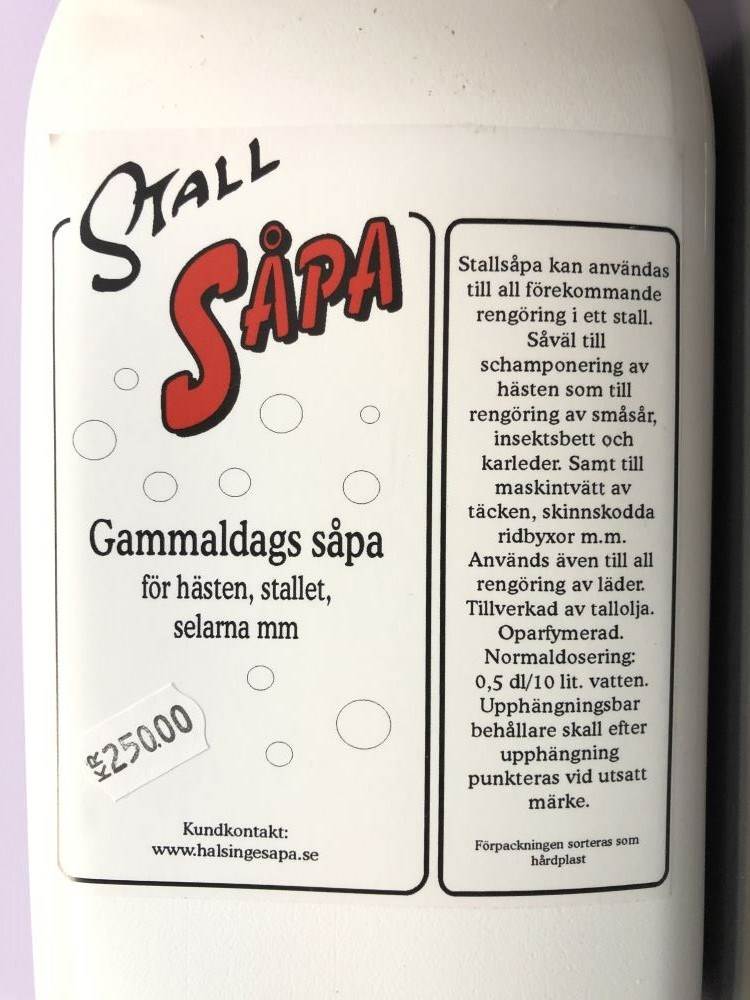 STALL
SÅPA
Gammaldags såpa
för hästen, stallet,
selarna mm
KR250.00
Kundkontakt:
www.halsingesapa.se
Stallsåpa kan användas
till all förekommande
rengöring i ett stall.
Såväl till
schamponering av
hästen som till
rengöring av småsår,
insektsbett och
karleder. Samt till
maskintvätt av
täcken, skinnskodda
ridbyxor m.m.
Används även till all
rengöring av läder.
Tillverkad av tallolja.
Oparfymerad.
Normaldosering:
0,5 dl/10 lit. vatten.
Upphängningsbar
behållare skall efter
upphängning
punkteras vid utsatt
märke.
Förpackningen sorteras som
hårdplast